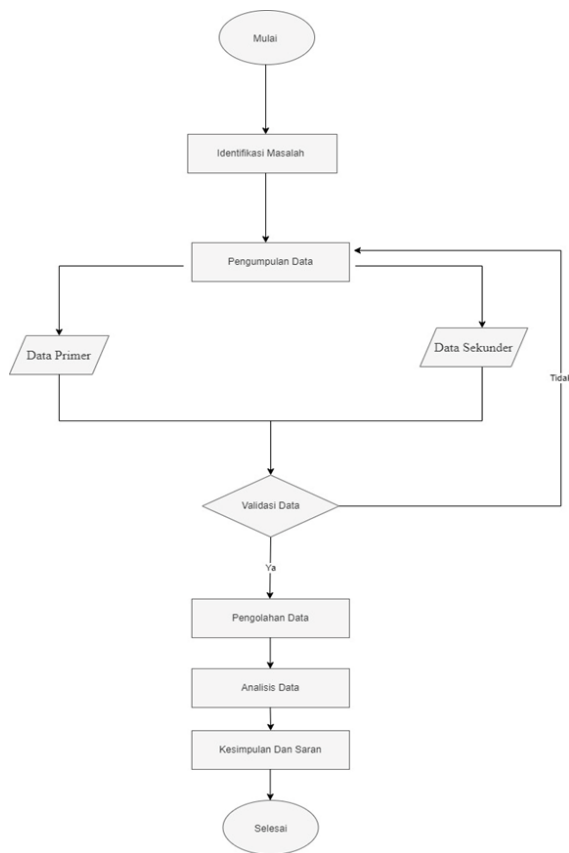 Mulai
Identifikasi Masalah
Pengumpulan Data
Data Primer
Data Sekunder
Tidak
Validasi Data
Ya
Pengolahan Data
Analisis Data
Kesimpulan Dan Saran
Selesai